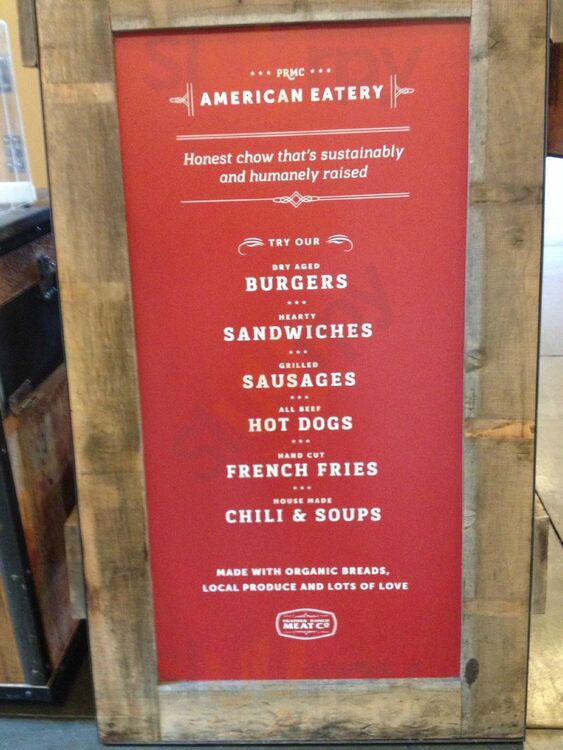 PRMC
AMERICAN EATERY
Honest chow that's sustainably
and humanely raised
TRY OUR
DRY AGED
BURGERS
HEARTY
SANDWICHES
GRILLED
SAUSAGES
ALL BEEF
HOT DOGS
HAND CUT
FRENCH FRIES
HOUSE MADE
CHILI & SOUPS
MADE WITH ORGANIC BREADS,
LOCAL PRODUCE AND LOTS OF LOVE
PRATHER RANCH
MEAT CO